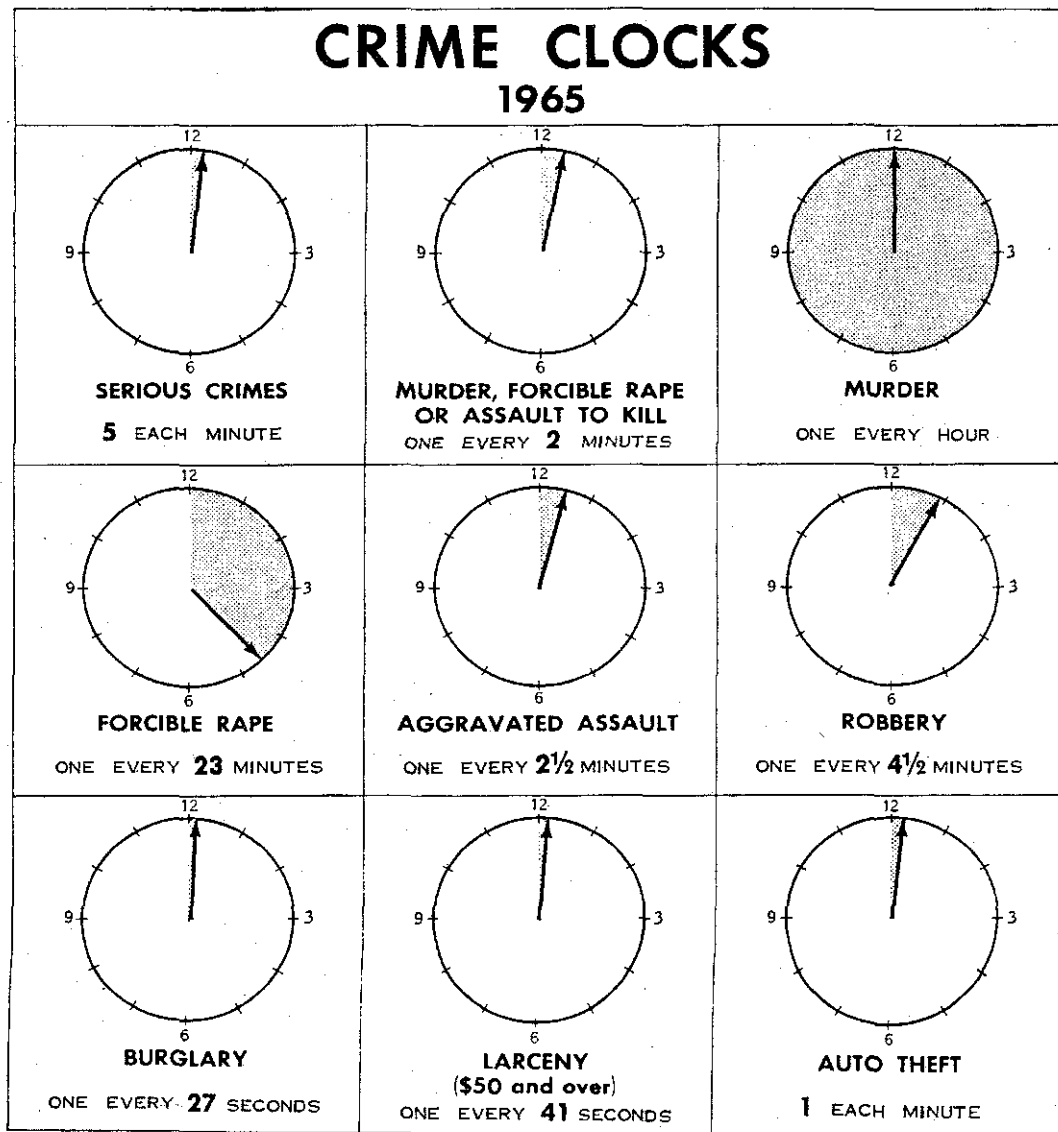 CRIME CLOCKS
1965
12
9
3
6
SERIOUS CRIMES
5 EACH MINUTE
12
9
3
6
MURDER, FORCIBLE RAPE
OR ASSAULT TO KILL
ONE EVERY 2 MINUTES
12
9
3
6
MURDER
ONE EVERY HOUR
12
9
3
6
FORCIBLE RAPE
ONE EVERY 23 MINUTES
12
9
3
6
AGGRAVATED ASSAULT
ONE EVERY 2½ MINUTES
12
9
3
6
ROBBERY
ONE EVERY 4½ MINUTES
12
9
3
6
BURGLARY
ONE EVERY 27 SECONDS
12
9
3
6
LARCENY
($50 and over)
ONE EVERY 41 SECONDS
12
9
3
6
AUTO THEFT
1 EACH MINUTE